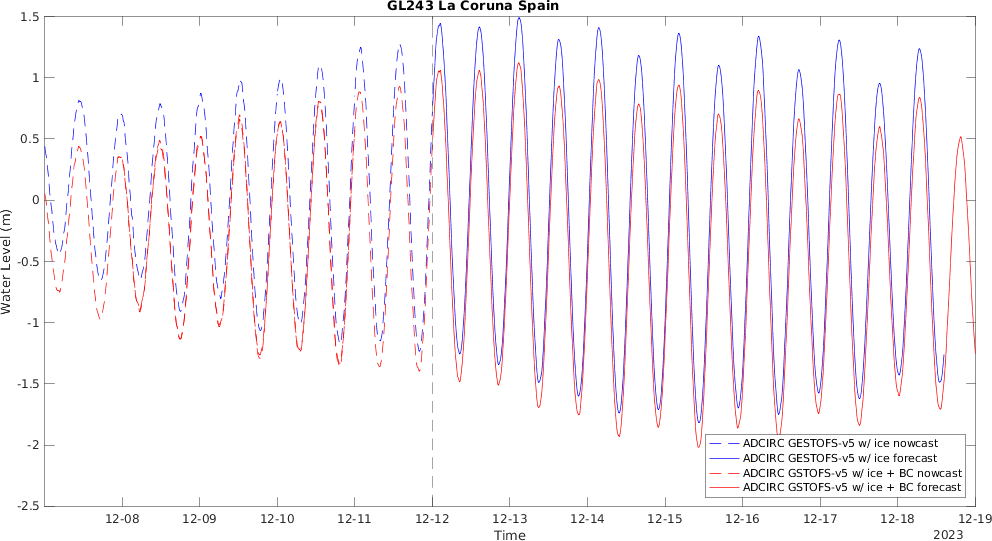 GL243 La Coruna Spain
1.5
1
0.5
0
-0.5
-1
-1.5
-2
-2.5
Water Level (m)
ADCIRC GESTOFS-v5 w/ ice nowcast
ADCIRC GESTOFS-v5 w/ ice forecast
ADCIRC GSTOFS-v5 w/ ice + BC nowcast
ADCIRC GSTOFS-v5 w/ ice + BC forecast
12-08 12-09 12-10 12-11 12-12 12-13 12-14 12-15 12-16 12-17 12-18 12-19
Time
2023